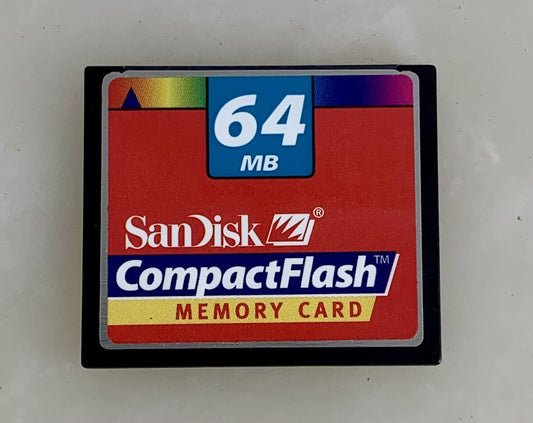 64
MB
SanDisk ®
CompactFlash™
MEMORY CARD